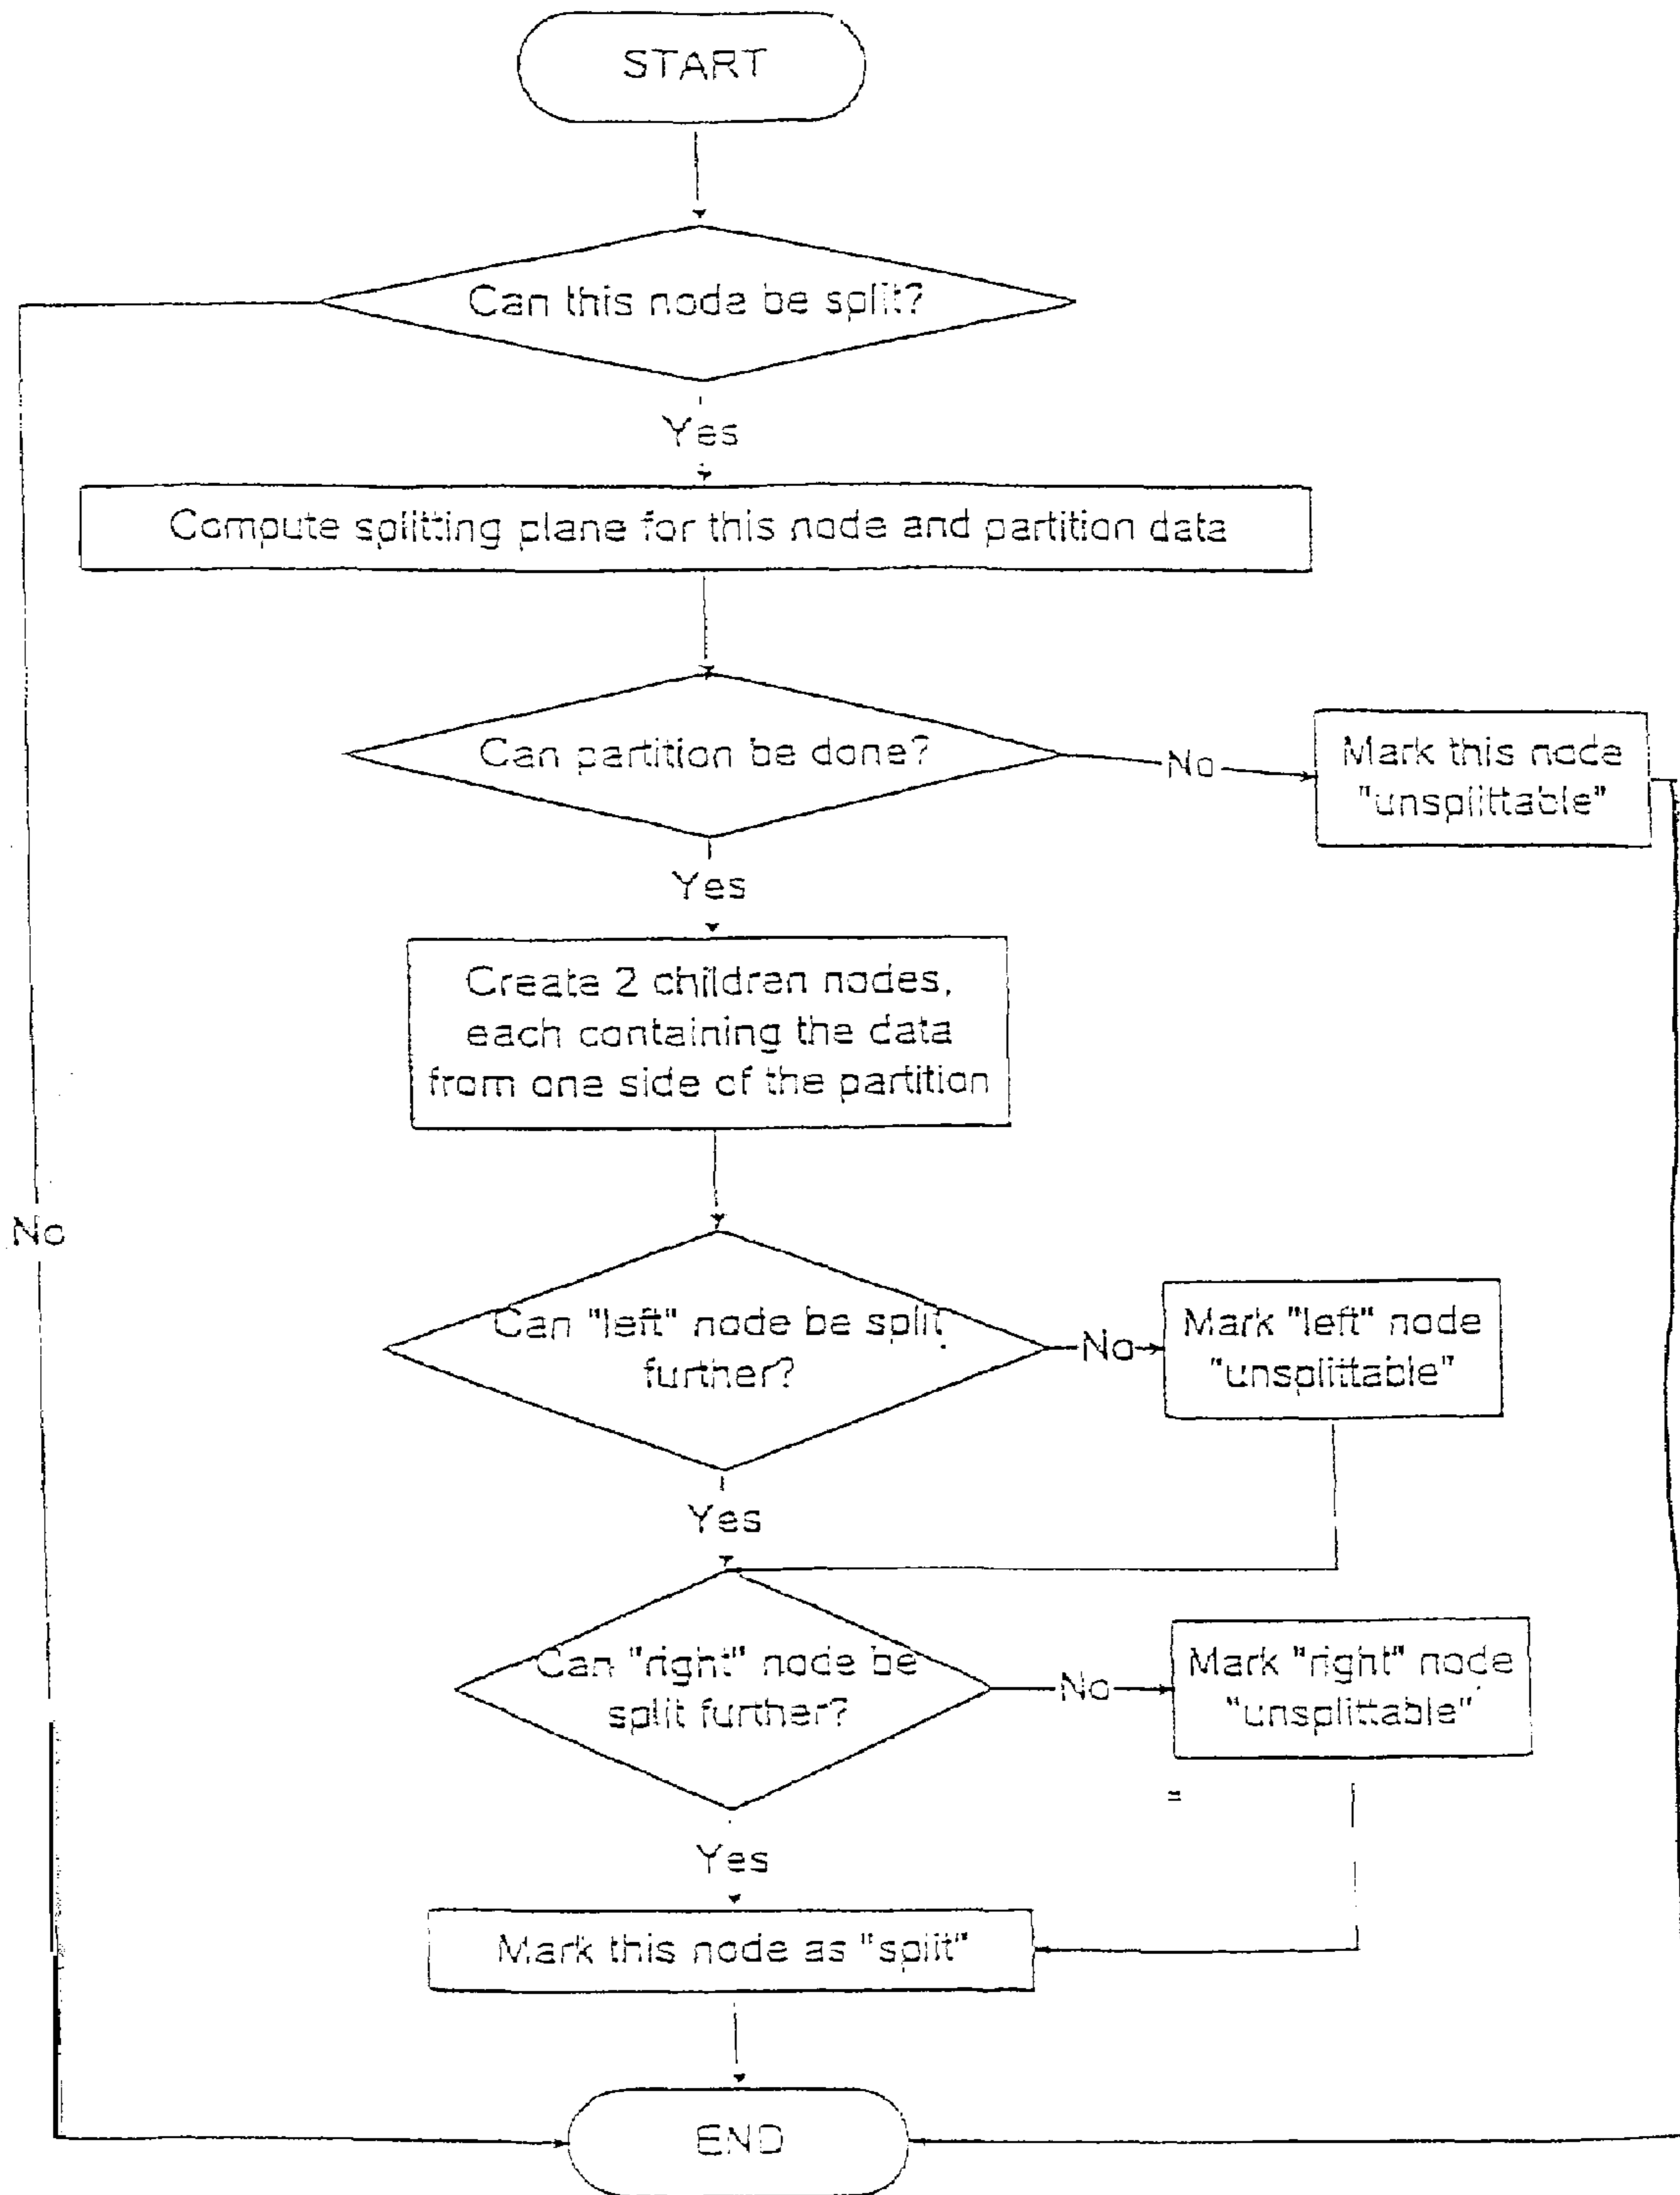 START
Can this node be split?
Yes
Compute splitting plane for this node and partition data
Can partition be done?
No
Mark this node
"unsplittable"
Yes
Create 2 children nodes,
each containing the data
from one side of the partition
No
Can "left" node be split
further?
No
Mark "left" node
"unsplittable"
Yes
Can "right" node be
split further?
No
Mark "right" node
"unsplittable"
Yes
Mark this node as "split"
END